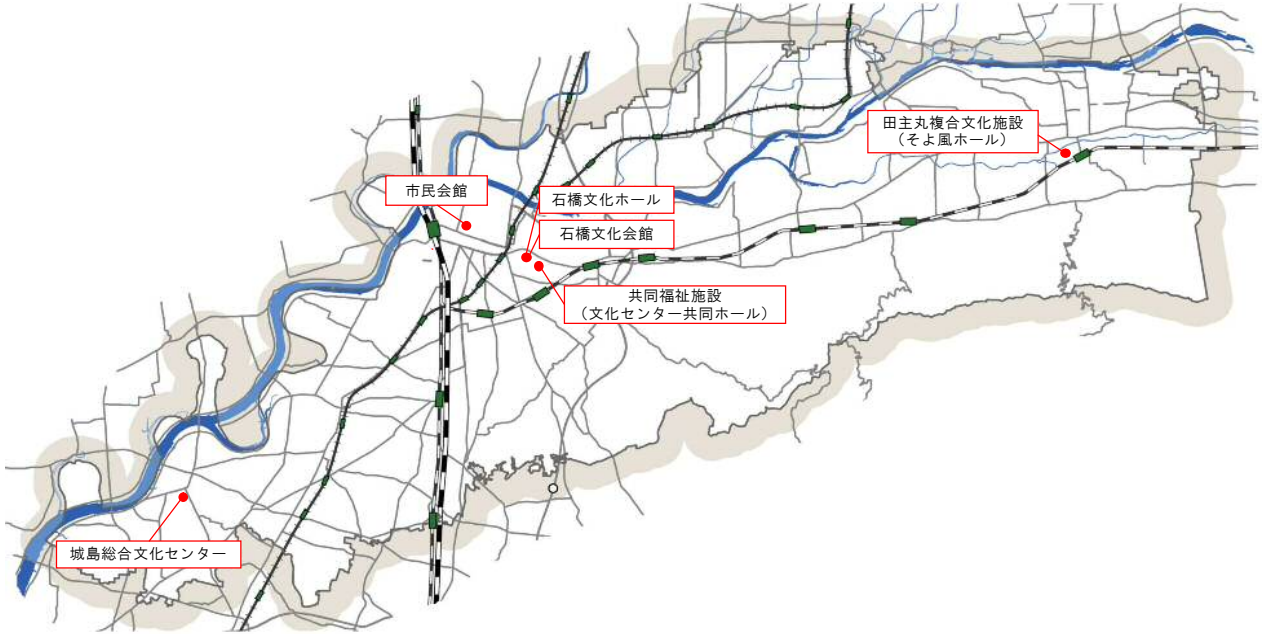 田主丸複合文化施設
（そよ風ホール）
市民会館
石橋文化ホール
石橋文化会館
共同福祉施設
（文化センター共同ホール）
城島総合文化センター